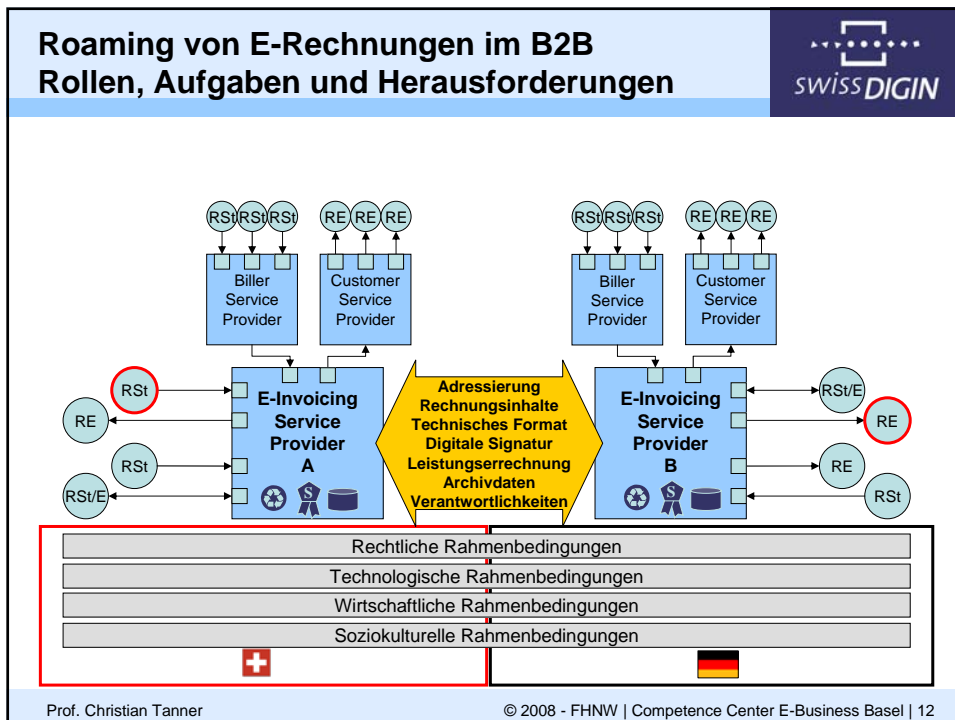 Roaming von E-Rechnungen im B2B
Rollen, Aufgaben und Herausforderungen
swissDIGIN
RSt RSt RSt RE RE RE
RSt RSt RSt RE RE RE
Biller
Service
Provider
Customer
Service
Provider
Biller
Service
Provider
Customer
Service
Provider
RSt
RE
RSt
RSt/E
E-Invoicing
Service
Provider
A
S
Adressierung
Rechnungsinhalte
Technisches Format
Digitale Signatur
Leistungserrechnung
Archivdaten
Verantwortlichkeiten
E-Invoicing
Service
Provider
B
S
RSt/E
RE
RE
RSt
Rechtliche Rahmenbedingungen
Technologische Rahmenbedingungen
Wirtschaftliche Rahmenbedingungen
Soziokulturelle Rahmenbedingungen
Prof. Christian Tanner
© 2008 - FHNW | Competence Center E-Business Basel | 12